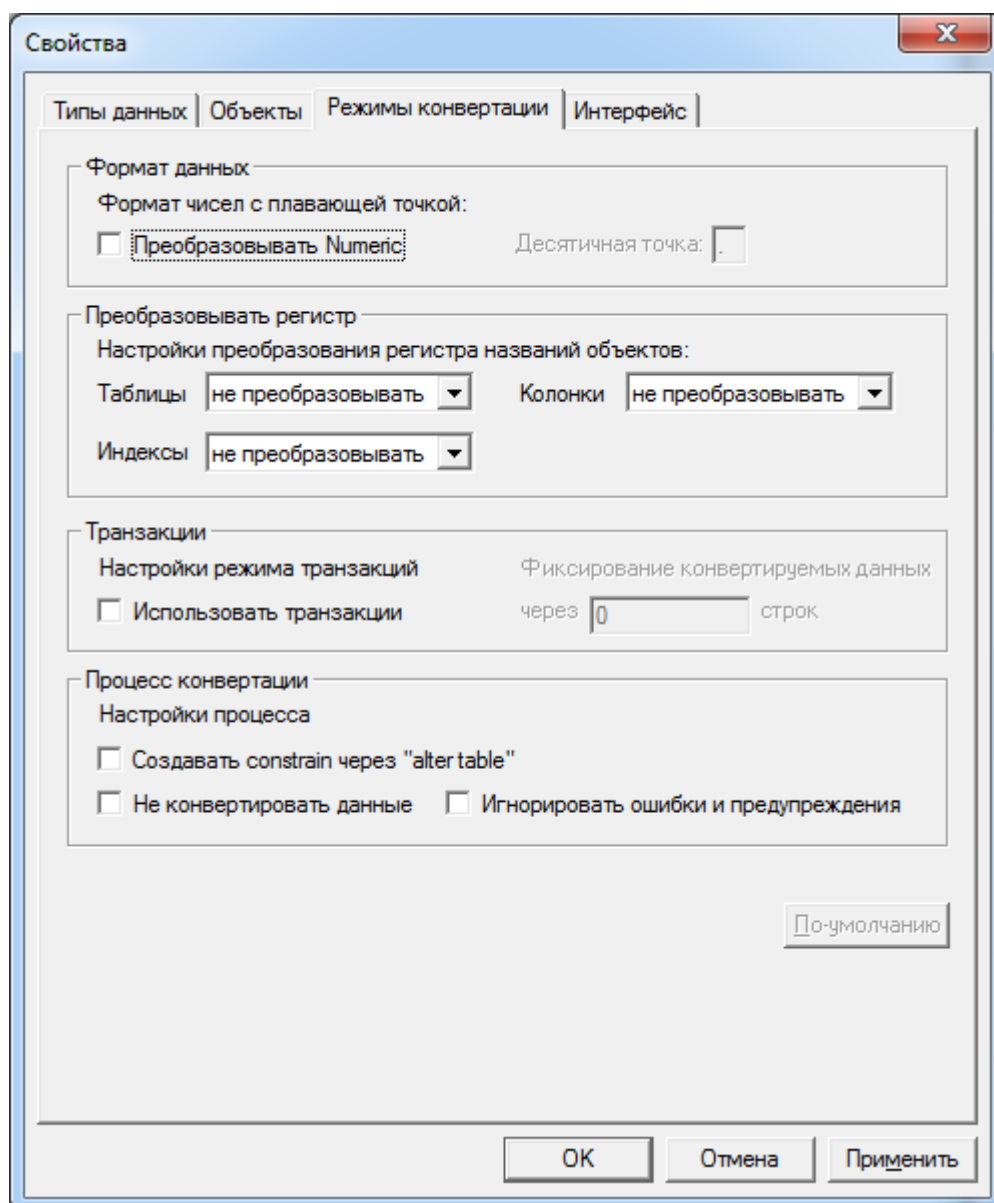 Свойства
Типы данных Объекты Режимы конвертации Интерфейс
Формат данных
Формат чисел с плавающей точкой:
Преобразовывать Numeric Десятичная точка: .
Преобразовывать регистр
Настройки преобразования регистра названий объектов:
Таблицы не преобразовывать Колонки не преобразовывать
Индексы не преобразовывать
Транзакции
Настройки режима транзакций Фиксирование конвертируемых данных
Использовать транзакции через 0 строк
Процесс конвертации
Настройки процесса
Создавать constrain через "alter table"
Не конвертировать данные Игнорировать ошибки и предупреждения
По-умолчанию
OK Отмена Применить